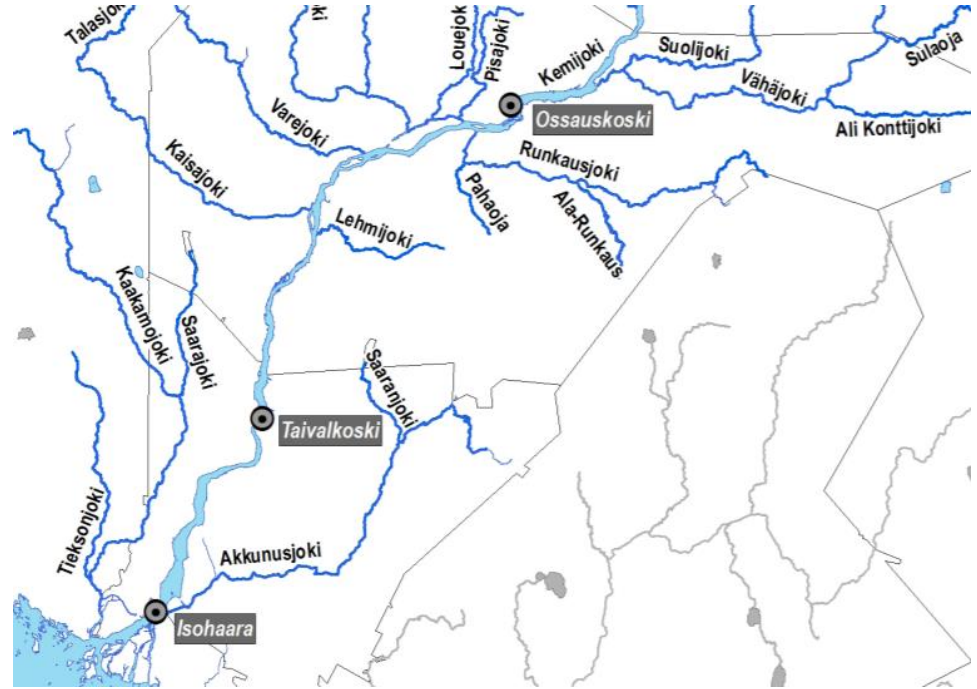 Talasjoki
Louejoki
Pisajoki
Kemijoki
Suolijoki
Sulaoja
Vähäjoki
Ali Konttijoki
Ossauskoski
Varejoki
Runkausjoki
Kaisajoki
Pahaoja
Ala-Runkaus
Lehmijoki
Kaakamojoki
Saarajoki
Saaranjoki
Taivalkoski
Tieksonjoki
Akkunusjoki
Isohaara